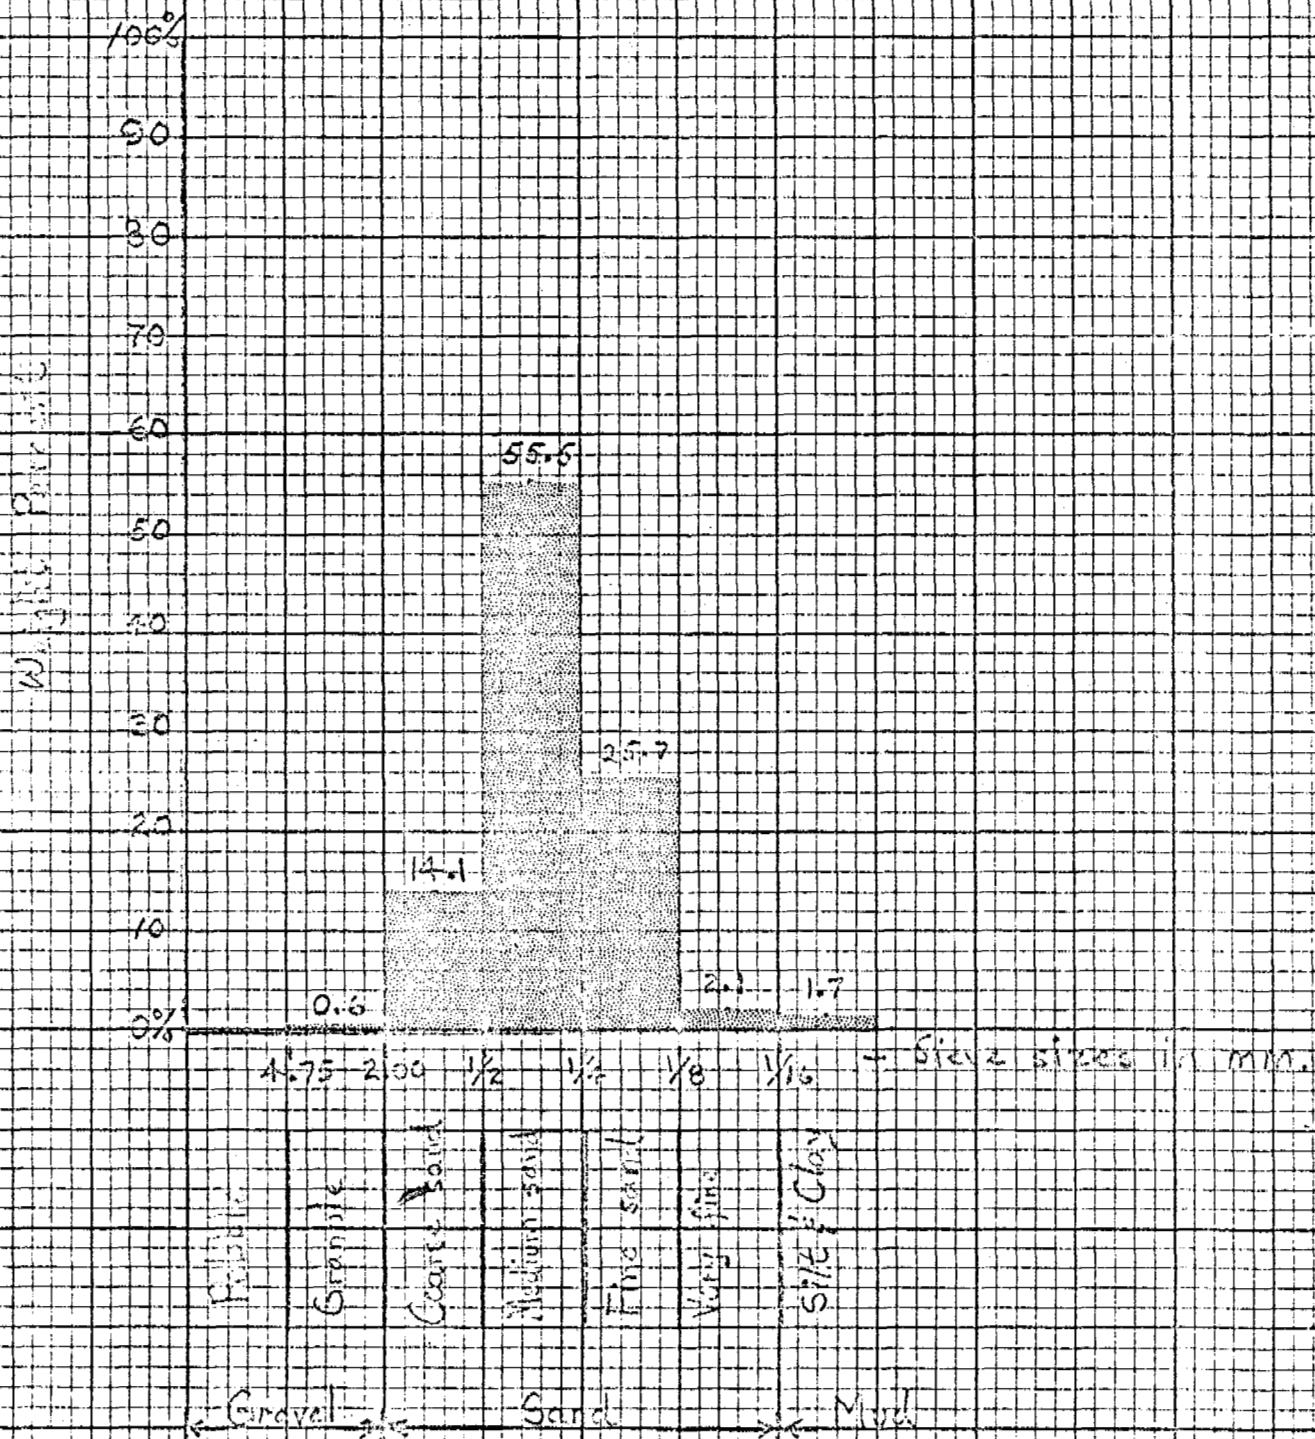 100%
90
80
70
60
50
40
30
20
10
0%
Weight Percent
55.5
25.7
14.1
2.1
1.7
0.6
4.75 2.00 1/2 1/4 1/8 1/16 - Sieve sizes in mm.
Pebble
Granule
Coarse sand
Medium sand
Fine sand
Very fine
Silt & Clay
Gravel Sand Mud